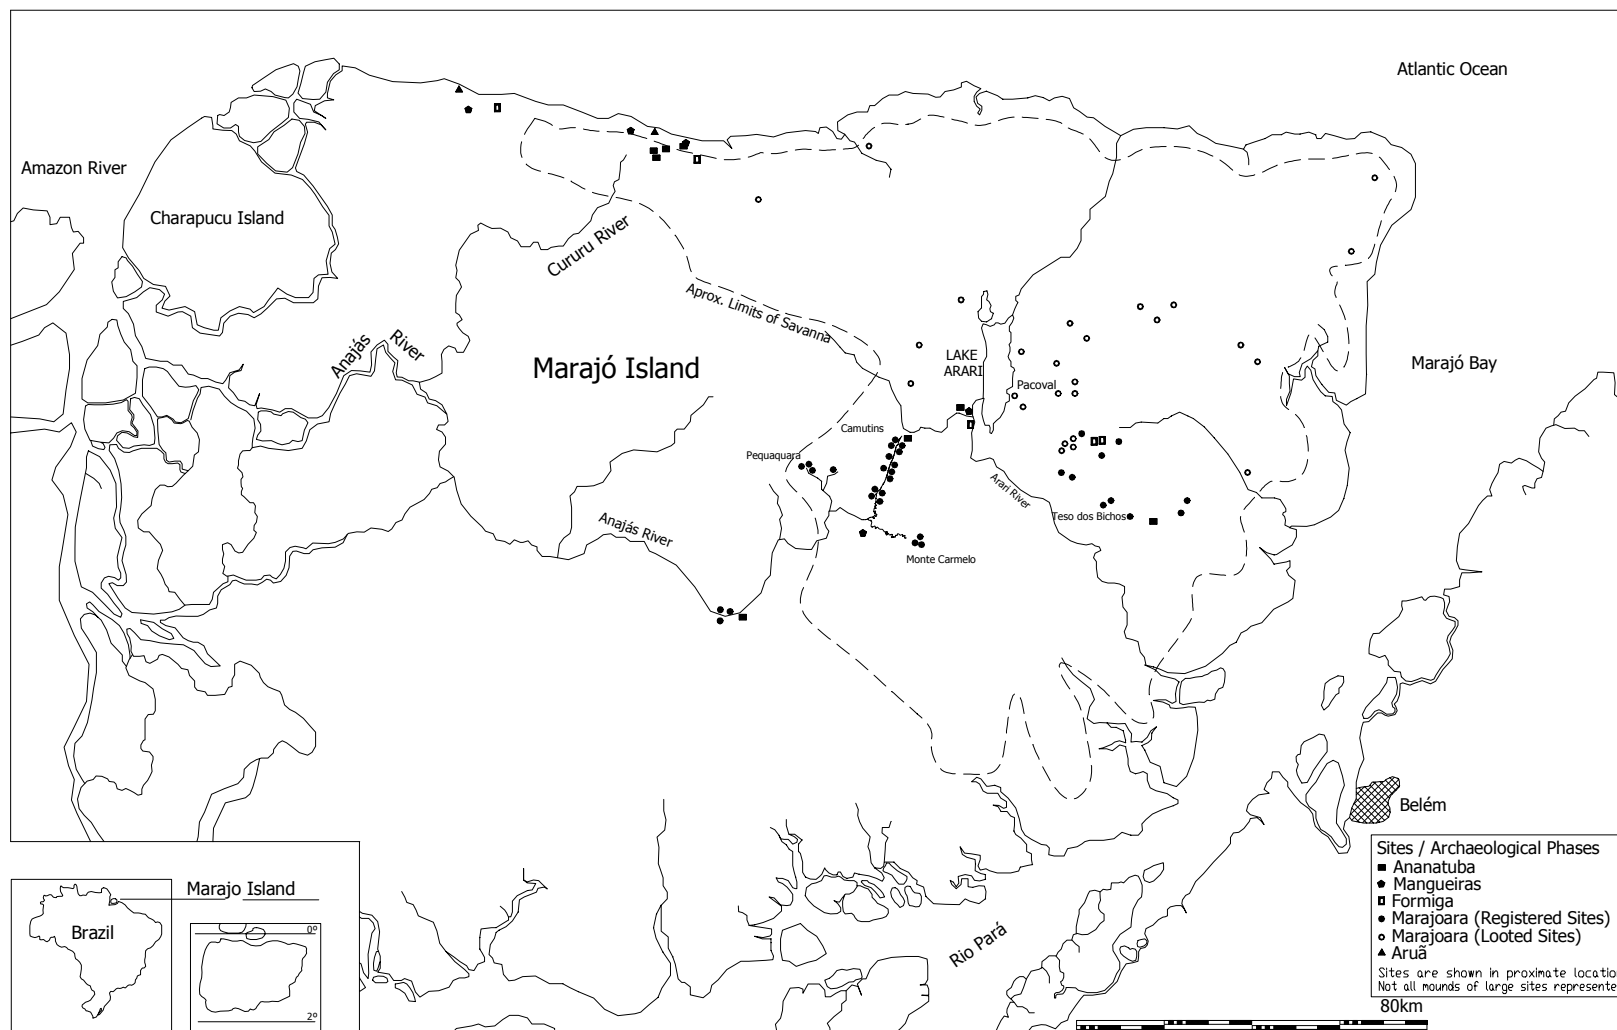 Atlantic Ocean
Amazon River
Charapucu Island
Cururu River
Aprox. Limits of Savanna
Anajás River
Marajó Island
LAKE
ARARI
Pacoval
Marajó Bay
Camutins
Pequaquara
Arari River
Teso dos Bichos
Anajás River
Monte Carmelo
Belém
Rio Pará
Marajo Island
Brazil
0º
2º
Sites / Archaeological Phases
Ananatuba
Mangueiras
Formiga
Marajoara (Registered Sites)
Marajoara (Looted Sites)
Aruã
Sites are shown in proximate locatio
Not all mounds of large sites represente
80km